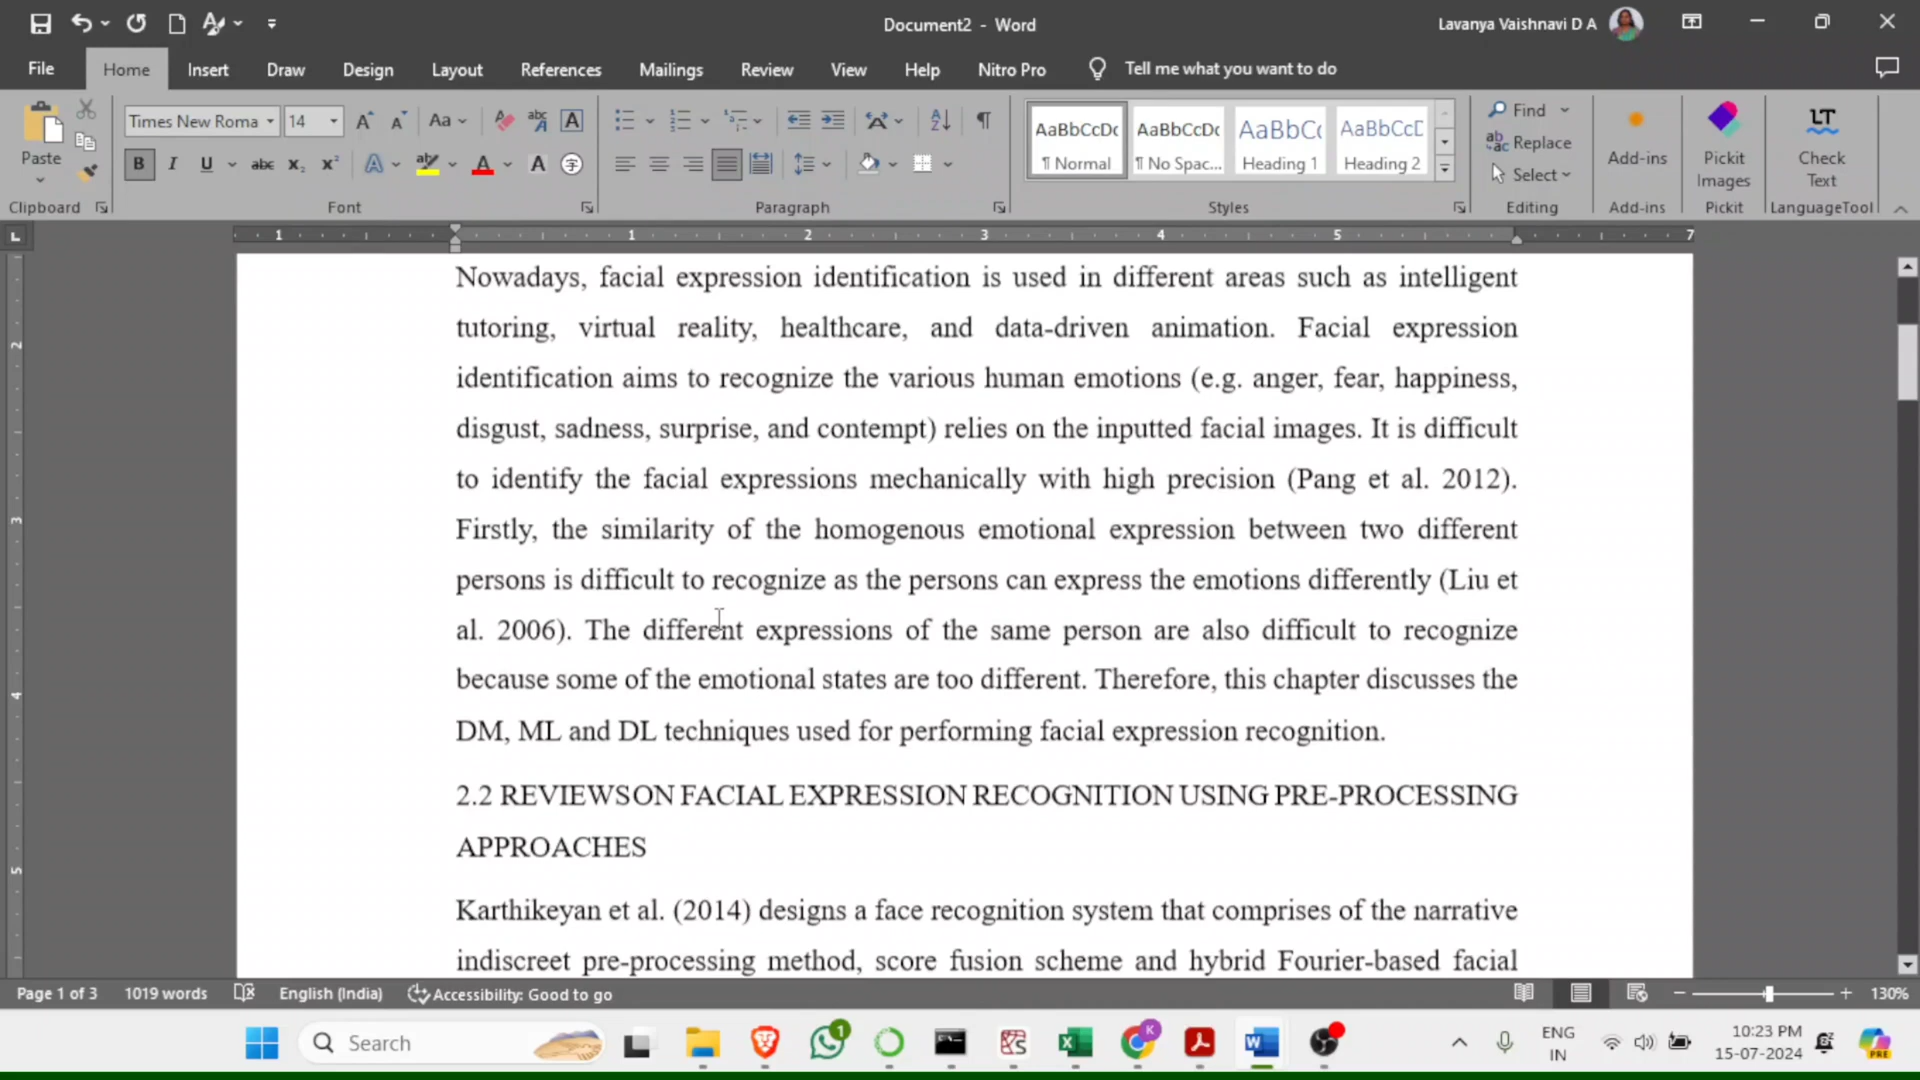 Document2 - Word
Lavanya Vaishnavi D A
File Home Insert Draw Design Layout References Mailings Review View Help Nitro Pro Tell me what you want to do
Paste
Clipboard
Times New Roma 14
Aa
Font
Paragraph
AaBbCcDc AaBbCcDc AaBbC( AaBbCcE
¶ Normal ¶ No Spac... Heading 1 Heading 2
Styles
Find
Replace
Select
Editing
Add-ins
Add-ins
Pickit Images
Pickit
Check Text
LanguageTool
1 1 2 3 4 5 7
Nowadays, facial expression identification is used in different areas such as intelligent
tutoring, virtual reality, healthcare, and data-driven animation. Facial expression
identification aims to recognize the various human emotions (e.g. anger, fear, happiness,
disgust, sadness, surprise, and contempt) relies on the inputted facial images. It is difficult
to identify the facial expressions mechanically with high precision (Pang et al. 2012).
Firstly, the similarity of the homogenous emotional expression between two different
persons is difficult to recognize as the persons can express the emotions differently (Liu et
al. 2006). The different expressions of the same person are also difficult to recognize
because some of the emotional states are too different. Therefore, this chapter discusses the
DM, ML and DL techniques used for performing facial expression recognition.
2.2 REVIEWS ON FACIAL EXPRESSION RECOGNITION USING PRE-PROCESSING
APPROACHES
Karthikeyan et al. (2014) designs a face recognition system that comprises of the narrative
indiscreet pre-processing method, score fusion scheme and hybrid Fourier-based facial
Page 1 of 3 1019 words English (India) Accessibility: Good to go 130%
Search
ENG
IN
10:23 PM
15-07-2024